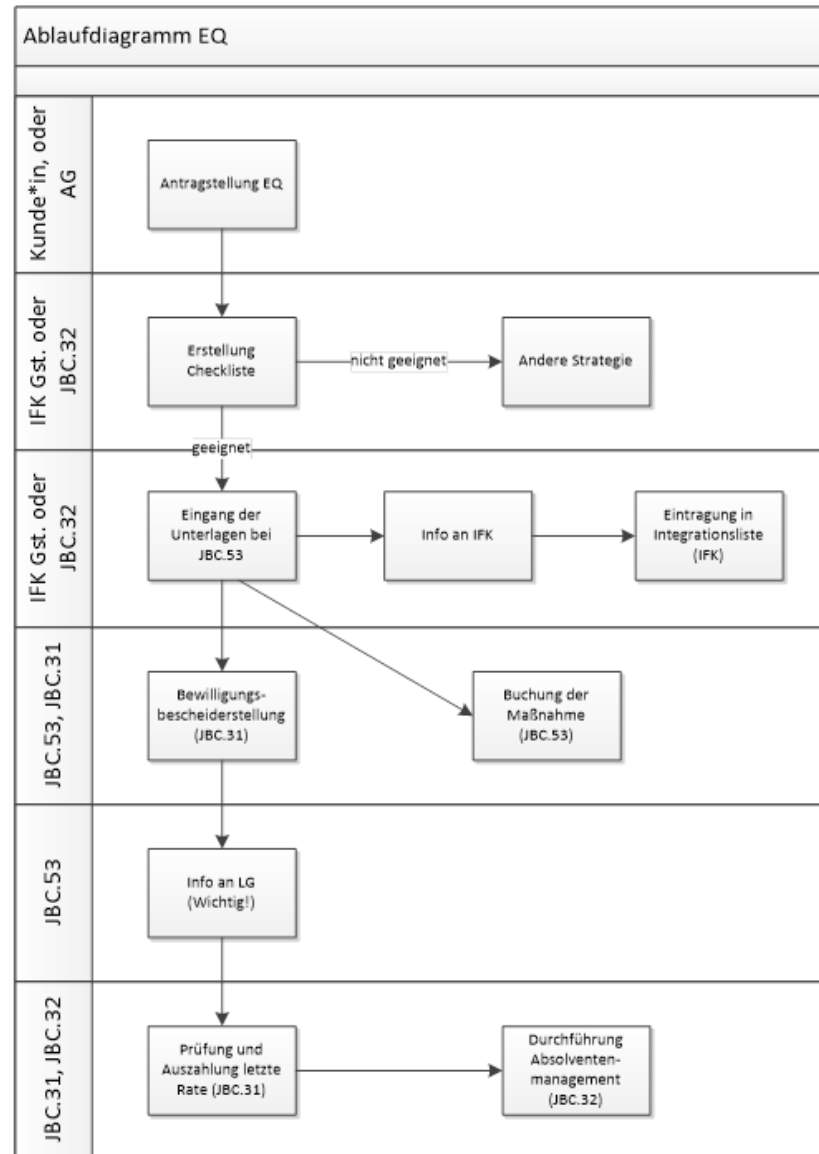 Ablaufdiagramm EQ
Kunde*in, oder
AG
Antragstellung EQ
IFK Gst. oder
JBC.32
Erstellung
Checkliste
nicht geeignet
Andere Strategie
geeignet
IFK Gst. oder
JBC.32
Eingang der
Unterlagen bei
JBC.53
Info an IFK
Eintragung in
Integrationsliste
(IFK)
JBC.53, JBC.31
Bewilligungs-
bescheiderstellung
(JBC.31)
Buchung der
Maßnahme
(JBC.53)
JBC.53
Info an LG
(Wichtig!)
JBC.31, JBC.32
Prüfung und
Auszahlung letzte
Rate (JBC.31)
Durchführung
Absolventen-
management
(JBC.32)